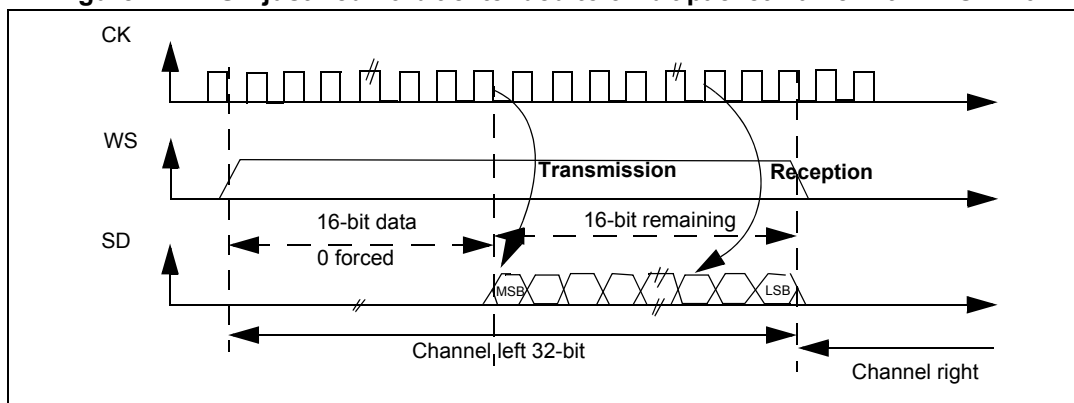 CK
WS
Transmission
Reception
16-bit data
16-bit remaining
SD
0 forced
MSB
LSB
Channel left 32-bit
Channel right